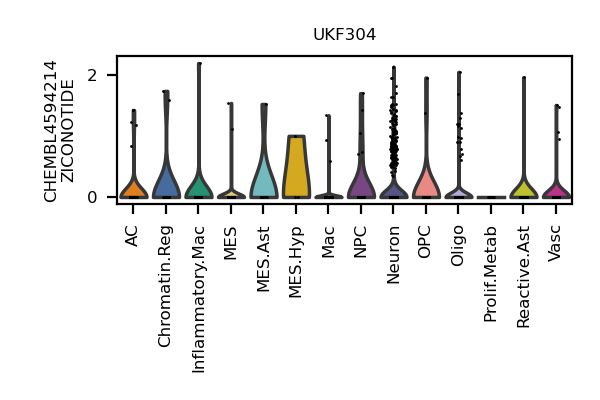 UKF304
CHEMBL4594214
ZICONOTIDE
2
0
AC
Chromatin.Reg
Inflammatory.Mac
MES
MES.Ast
MES.Hyp
Mac
NPC
Neuron
OPC
Oligo
Prolif.Metab
Reactive.Ast
Vasc